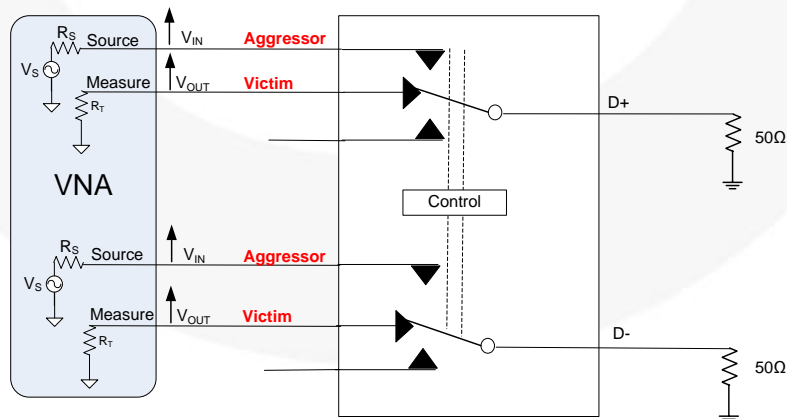 RS Source VIN Aggressor
VS
Measure VOUT Victim
RT
D+
50Ω
VNA
Control
RS Source VIN Aggressor
VS
Measure VOUT Victim
RT
D-
50Ω